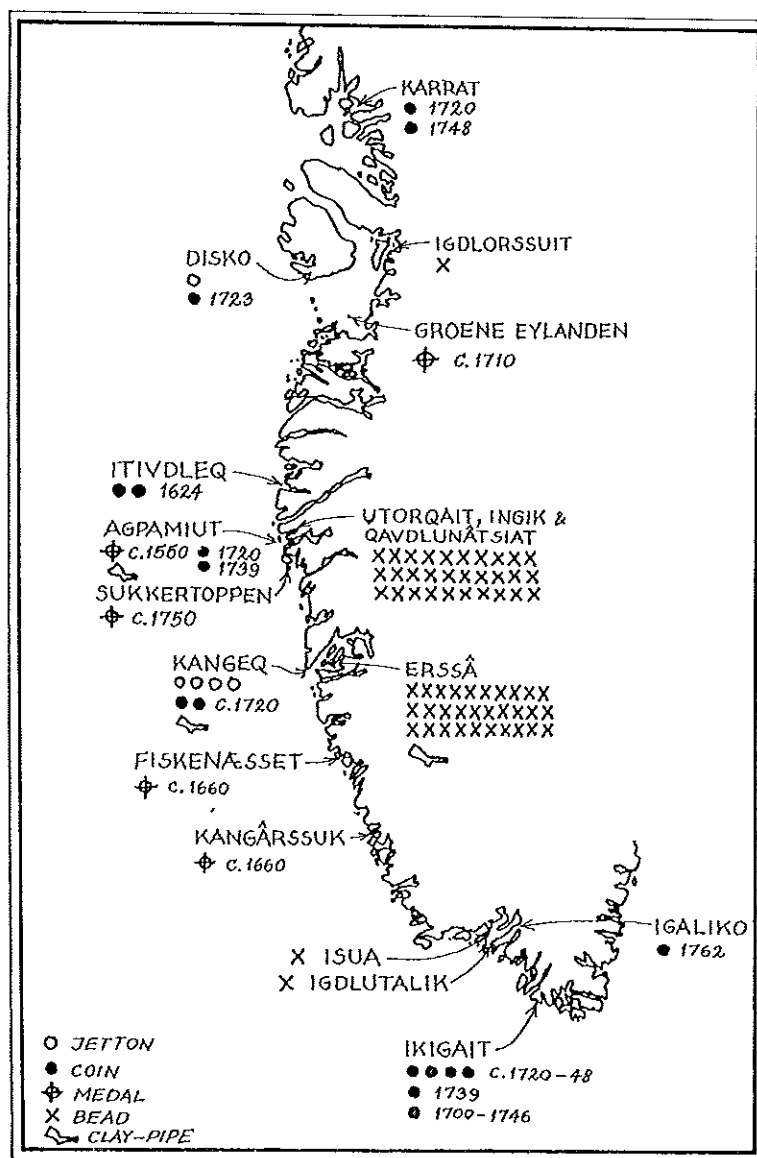 KARRAT
1720
1748
IGDLORSSUIT
X
DISKO
1723
GROENE EYLANDEN
C.1710
ITIVDLEQ
1624
AGPAMIUT
C.1560 1720
1739
SUKKERTOPPEN
C.1750
UTORQAIT, INGIK &
QAVDLUNÂTSIAT
XXXXXXXXXX
XXXXXXXXXX
XXXXXXXXXX
KANGEQ
C.1720
ERSSÂ
XXXXXXXXXX
XXXXXXXXXX
XXXXXXXXXX
FISKENÆSSET
C.1660
KANGÂRSSUK
C.1660
IGALIKO
1762
X ISUA
X IGDLUTALIK
IKIGAIT
C.1720-48
1739
1700-1746
JETTON
COIN
MEDAL
X BEAD
CLAY-PIPE